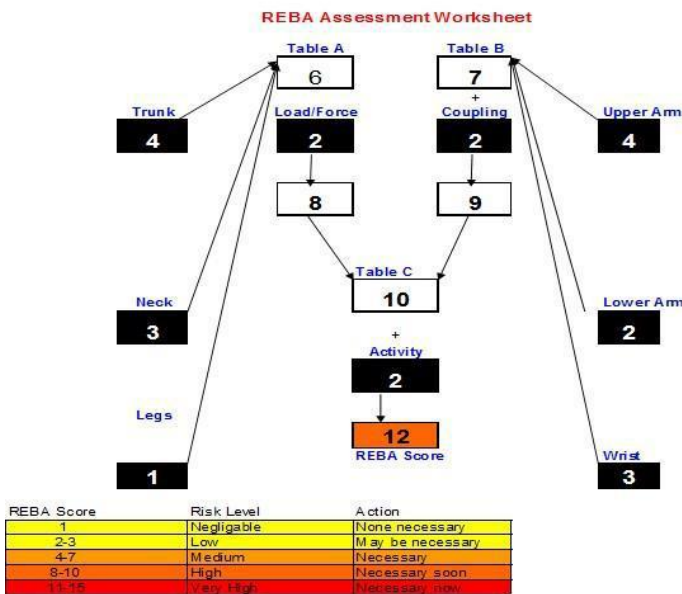 REBA Assessment Worksheet
Table A
Table B
6
7
+
Trunk
Load/Force
Coupling
Upper Arm
4
2
2
4
8
9
Table C
10
Neck
Lower Arm
3
2
+
Activity
2
Legs
12
REBA Score
Wrist
1
3
REBA Score Risk Level Action
1 Negligable None necessary
2-3 Low May be necessary
4-7 Medium Necessary
8-10 High Necessary soon
11-15 Very High Necessary now